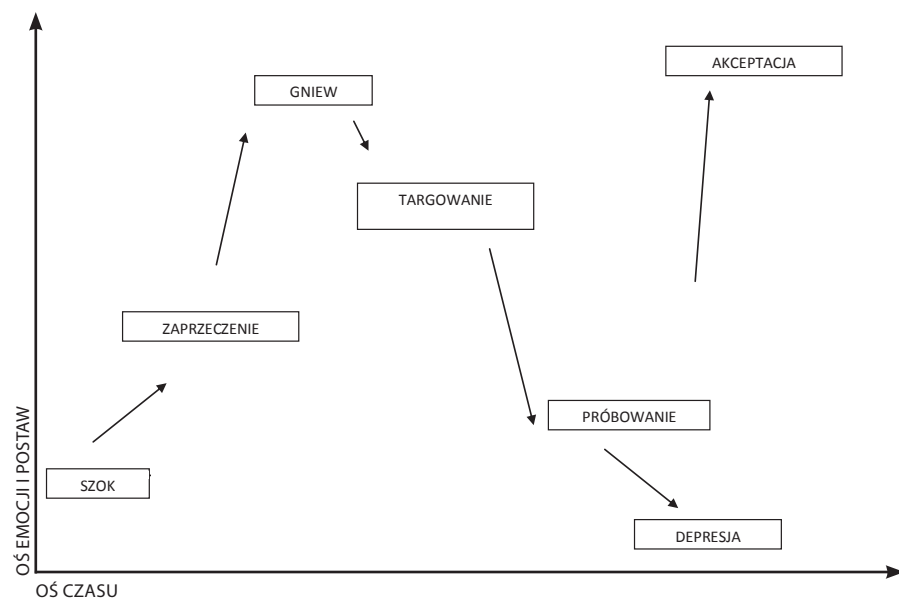 AKCEPTACJA
GNIEW
TARGOWANIE
ZAPRZECZENIE
PRÓBOWANIE
SZOK
DEPRESJA
OŚ EMOCJI I POSTAW
OŚ CZASU